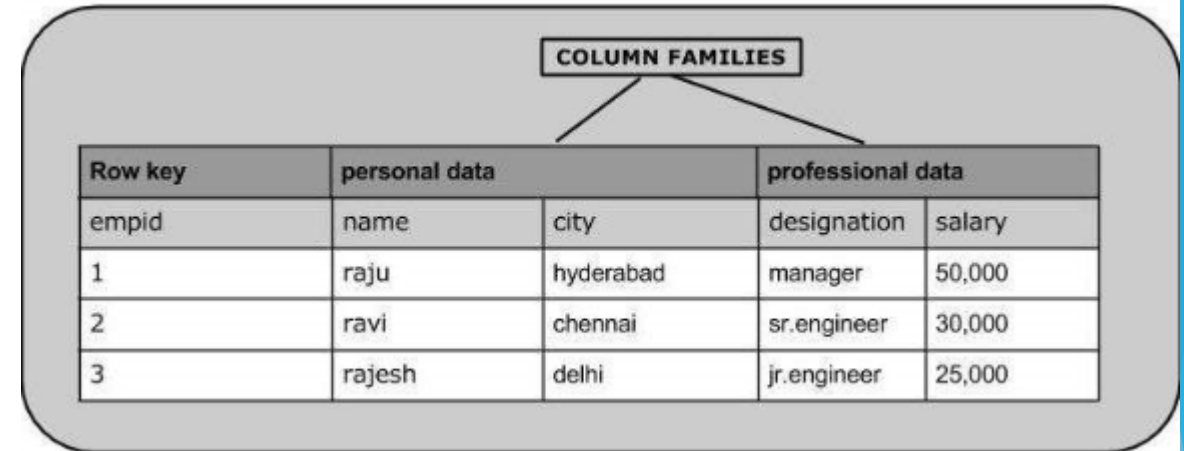 COLUMN FAMILIES
Row key personal data professional data
empid name city designation salary
1 raju hyderabad manager 50,000
2 ravi chennai sr.engineer 30,000
3 rajesh delhi jr.engineer 25,000